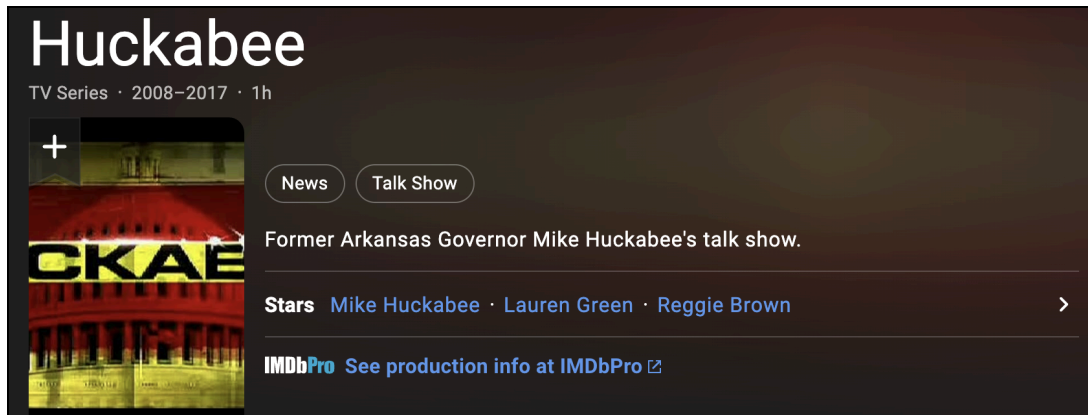 Huckabee
TV Series · 2008–2017 · 1h
+
CKAE
News Talk Show
Former Arkansas Governor Mike Huckabee's talk show.
Stars Mike Huckabee · Lauren Green · Reggie Brown
IMDbPro See production info at IMDbPro